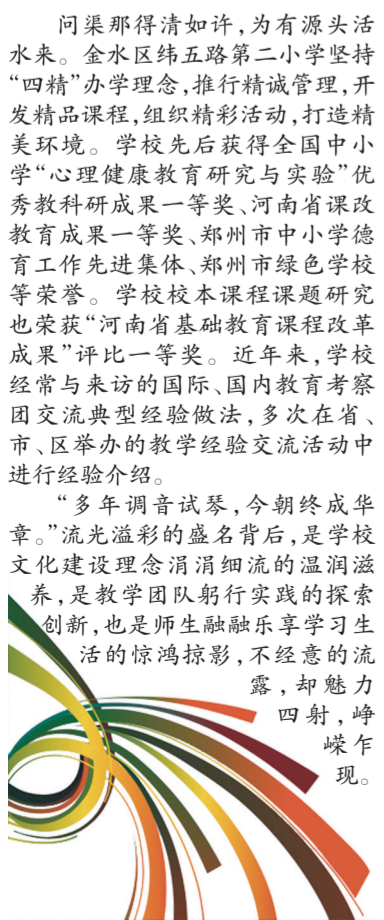 问渠那得清如许,为有源头活
水来。金水区纬五路第二小学坚持
“四精”办学理念,推行精诚管理,开
发精品课程,组织精彩活动,打造精
美环境。学校先后获得全国中小
学“心理健康教育研究与实验”优
秀教科研成果一等奖、河南省课改
教育成果一等奖、郑州市中小学德
育工作先进集体、郑州市绿色学校
等荣誉。学校校本课程课题研究
也荣获“河南省基础教育课程改革
成果”评比一等奖。近年来,学校
经常与来访的国际、国内教育考察
团交流典型经验做法,多次在省、
市、区举办的教学经验交流活动中
进行经验介绍。
“多年调音试琴,今朝终成华
章。”流光溢彩的盛名背后,是学校
文化建设理念涓涓细流的温润滋
养,是教学团队躬行实践的探索
创新,也是师生融融乐享学习生
活的惊鸿掠影,不经意的流
露,却魅力
四射,峥
嵘乍
现。